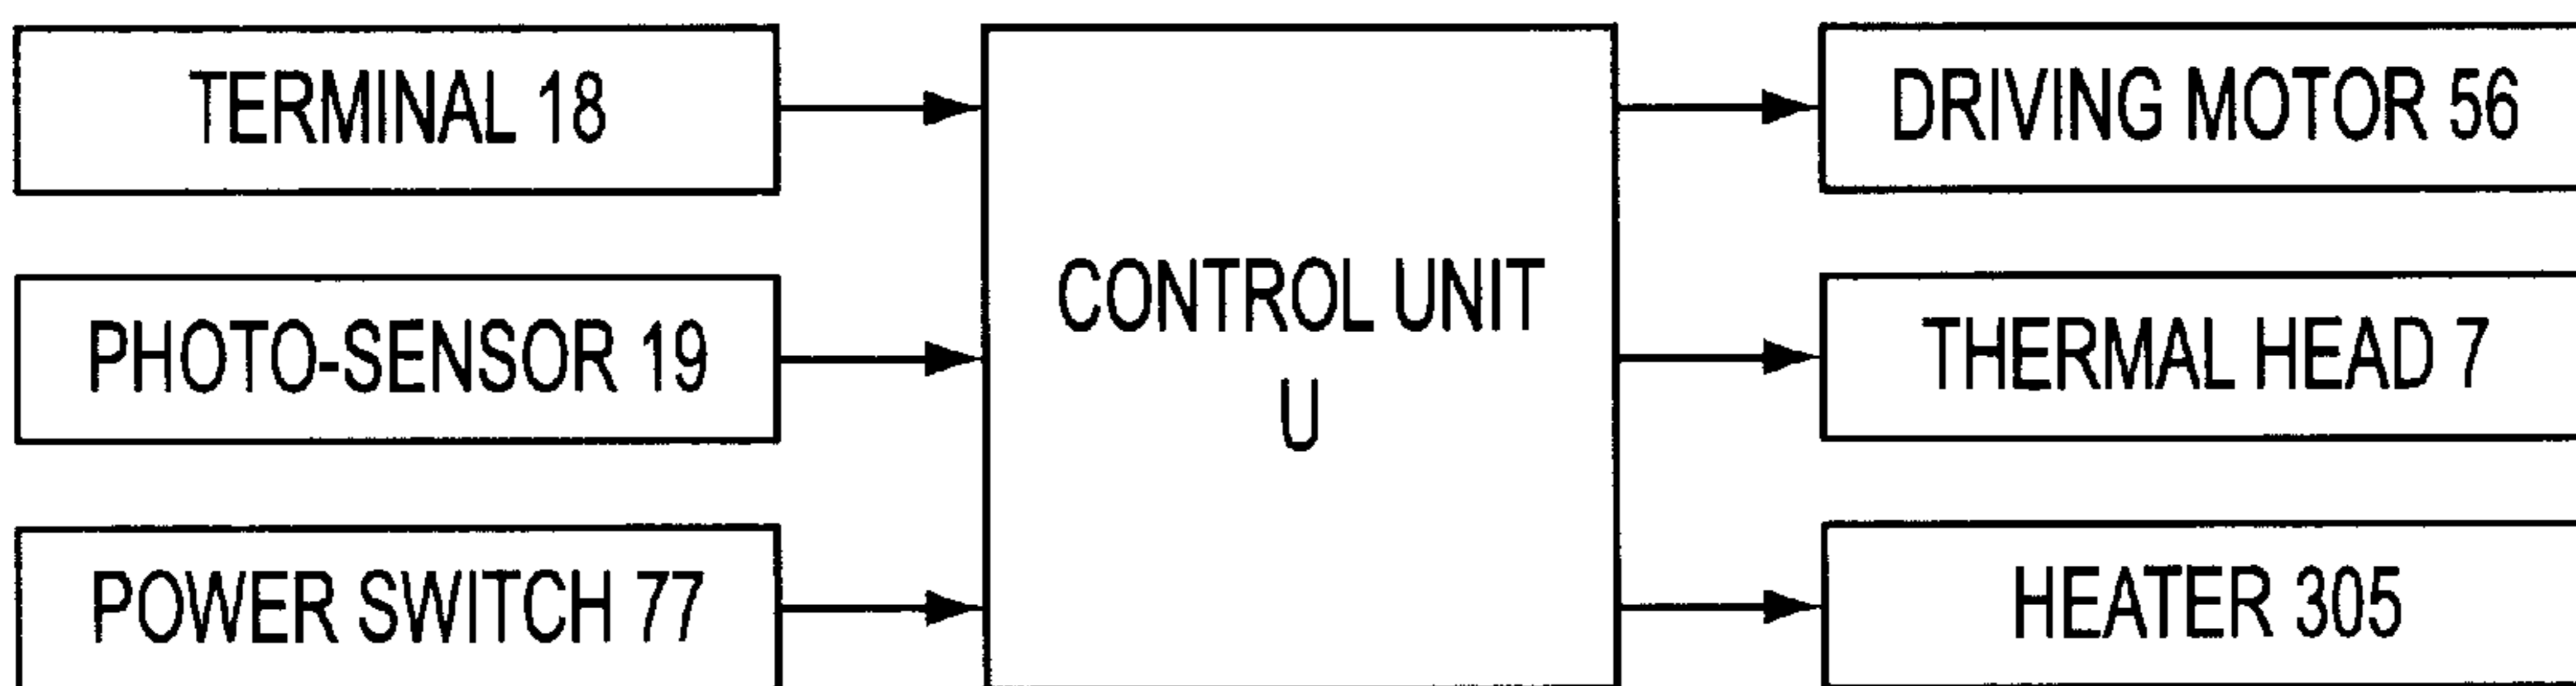 TERMINAL 18
PHOTO-SENSOR 19
POWER SWITCH 77
CONTROL UNIT
U
DRIVING MOTOR 56
THERMAL HEAD 7
HEATER 305